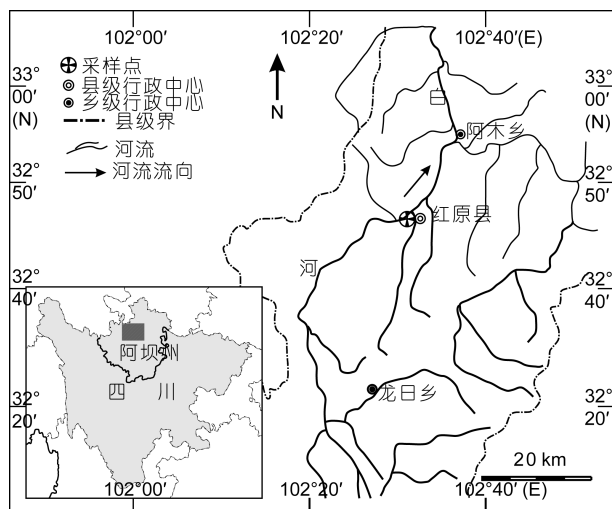 102°00′ 102°20′ 102°40′(E)
33°
00′
(N)
采样点
县级行政中心
乡级行政中心
县级界
河流
河流流向
N
白
阿木乡
33°
00′
(N)
32°
50′
32°
50′
红原县
河
32°
40′
32°
40′
阿坝州
四 川
龙日乡
32°
20′
32°
20′
20 km
102°00′ 102°20′ 102°40′ (E)